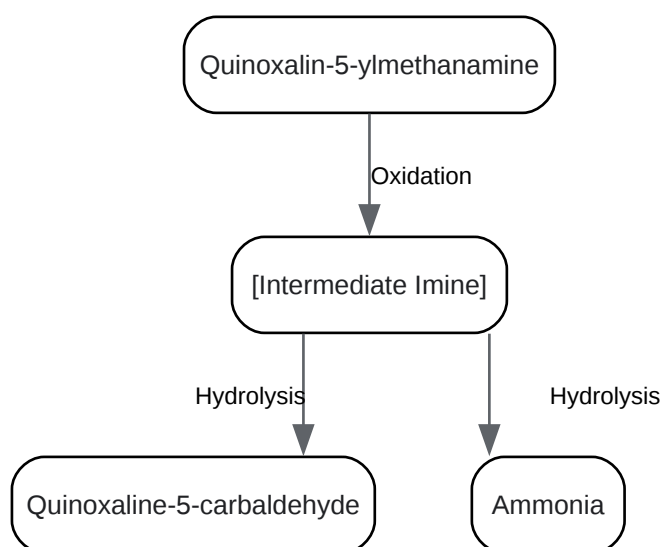 Quinoxalin-5-ylmethanamine
Oxidation
[Intermediate Imine]
Hydrolysis
Hydrolysis
Quinoxaline-5-carbaldehyde
Ammonia